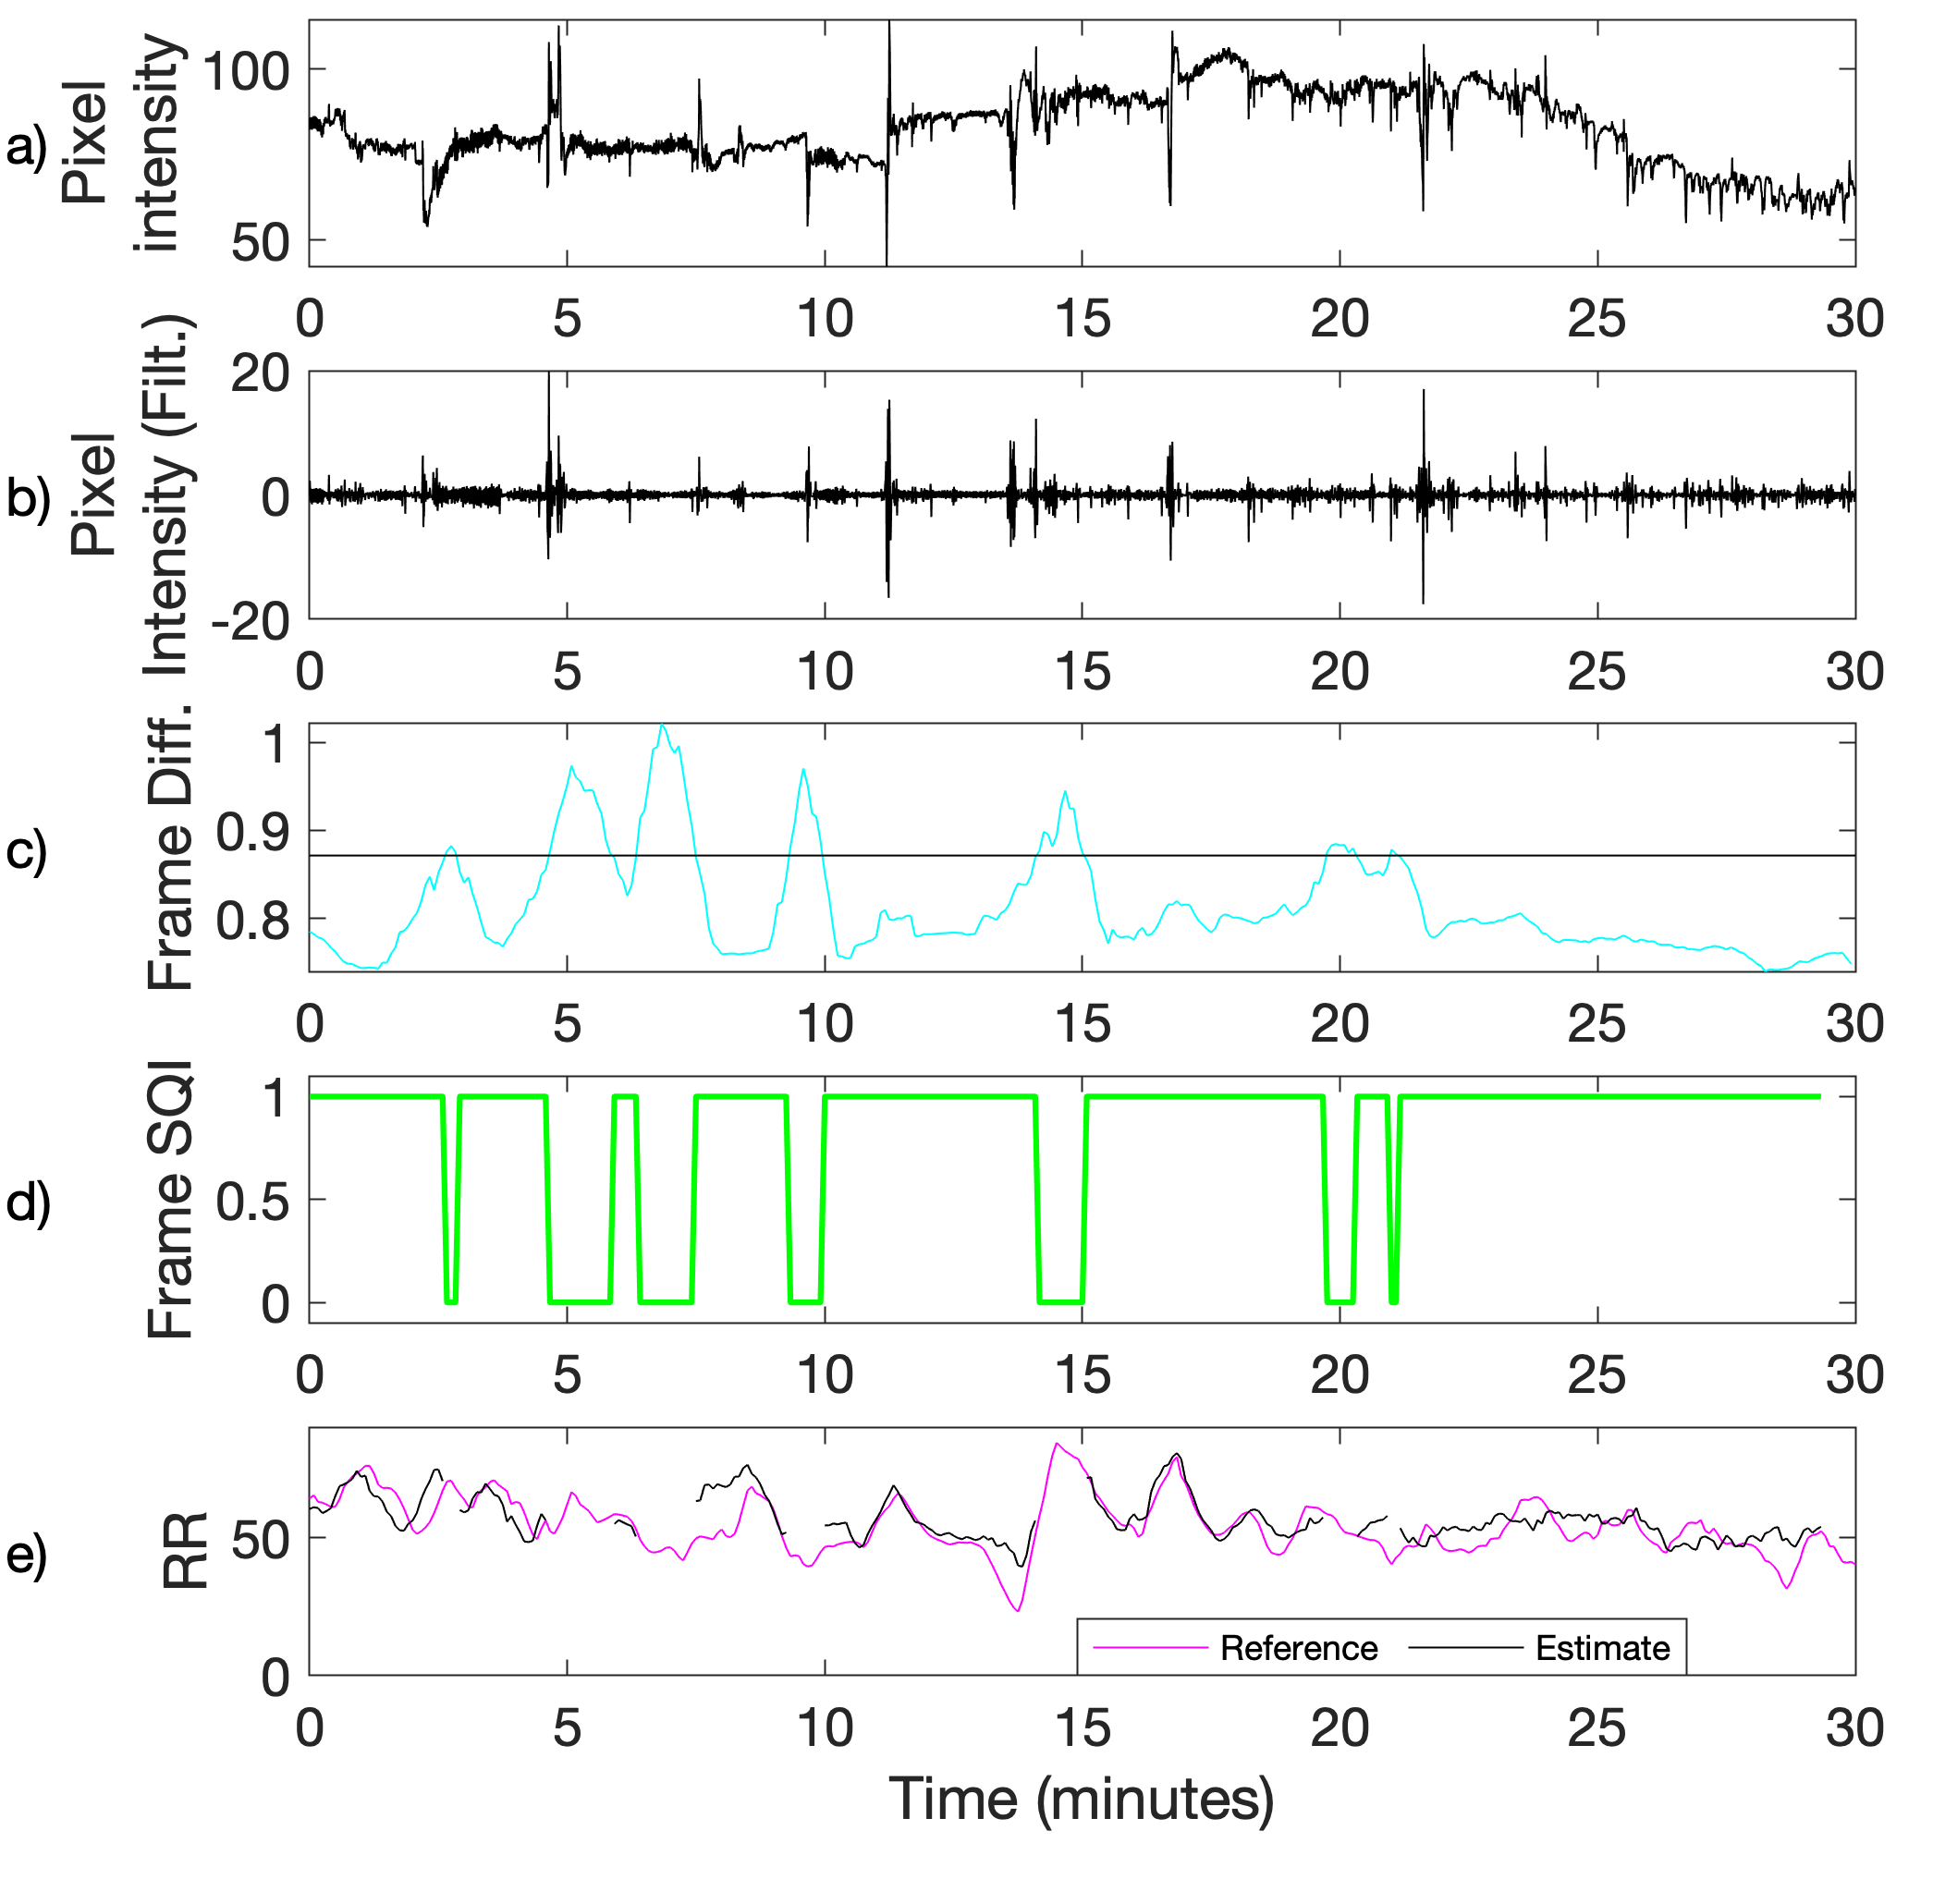 a)
Pixel
intensity
100
50
0 5 10 15 20 25 30
b)
Pixel
Intensity (Filt.)
20
0
-20
0 5 10 15 20 25 30
c)
Frame Diff.
1
0.9
0.8
0 5 10 15 20 25 30
d)
Frame SQI
1
0.5
0
0 5 10 15 20 25 30
e)
RR
50
0
Reference Estimate
0 5 10 15 20 25 30
Time (minutes)